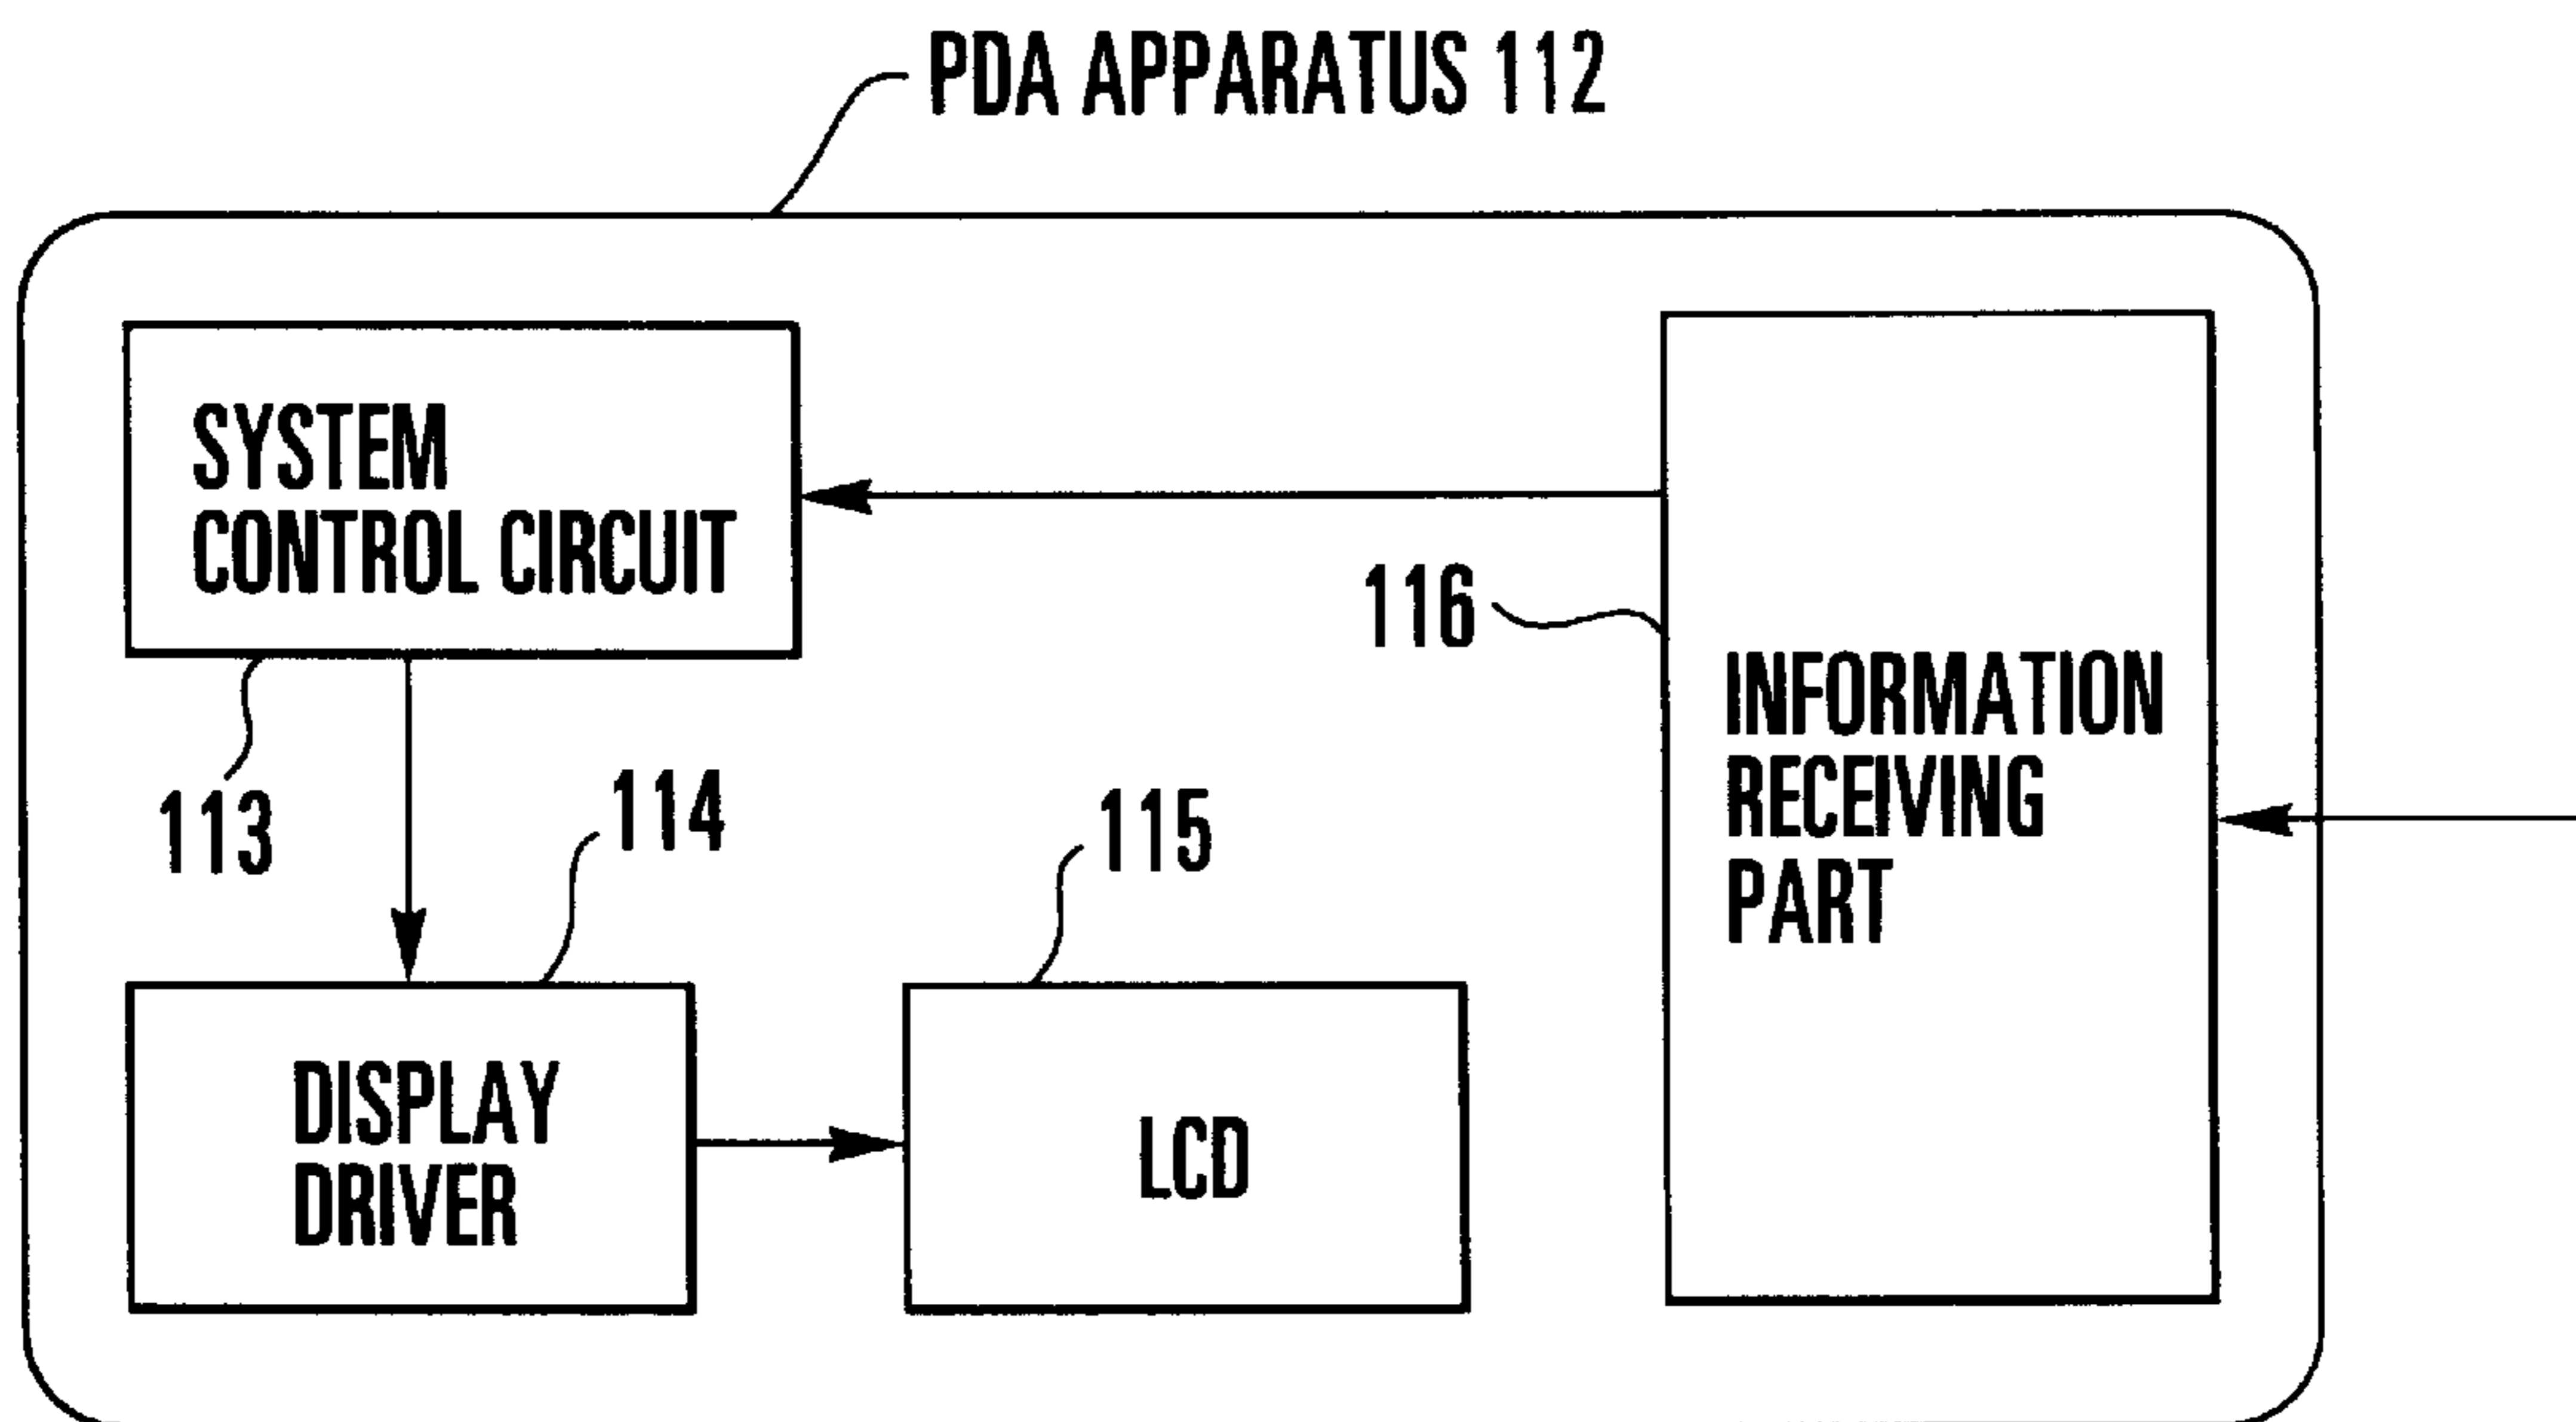 PDA APPARATUS 112
SYSTEM
CONTROL CIRCUIT
116
INFORMATION
RECEIVING
PART
113
114
115
DISPLAY
DRIVER
LCD